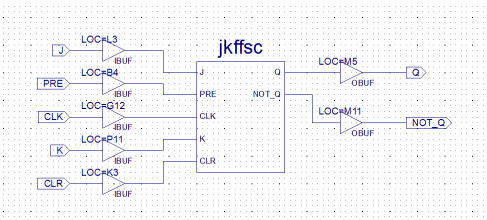 jkffsc
LOC=L3
J
IBUF
LOC=B4
PRE
IBUF
LOC=G12
CLK
IBUF
LOC=P11
K
IBUF
LOC=K3
CLR
IBUF
J
PRE
CLK
K
CLR
Q
NOT_Q
LOC=M5
OBUF
Q
LOC=M11
OBUF
NOT_Q